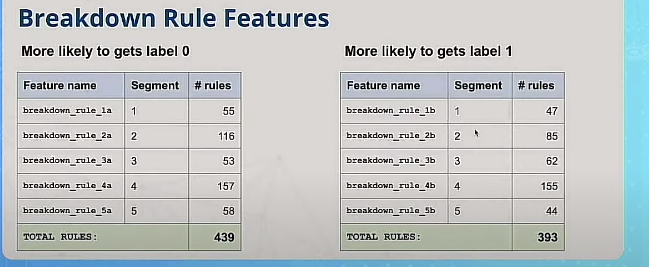 Breakdown Rule Features
More likely to gets label 0
Feature name Segment # rules
breakdown_rule_1a 1 55
breakdown_rule_2a 2 116
breakdown_rule_3a 3 53
breakdown_rule_4a 4 157
breakdown_rule_5a 5 58
TOTAL RULES: 439
More likely to gets label 1
Feature name Segment # rules
breakdown_rule_1b 1 47
breakdown_rule_2b 2 85
breakdown_rule_3b 3 62
breakdown_rule_4b 4 155
breakdown_rule_5b 5 44
TOTAL RULES: 393